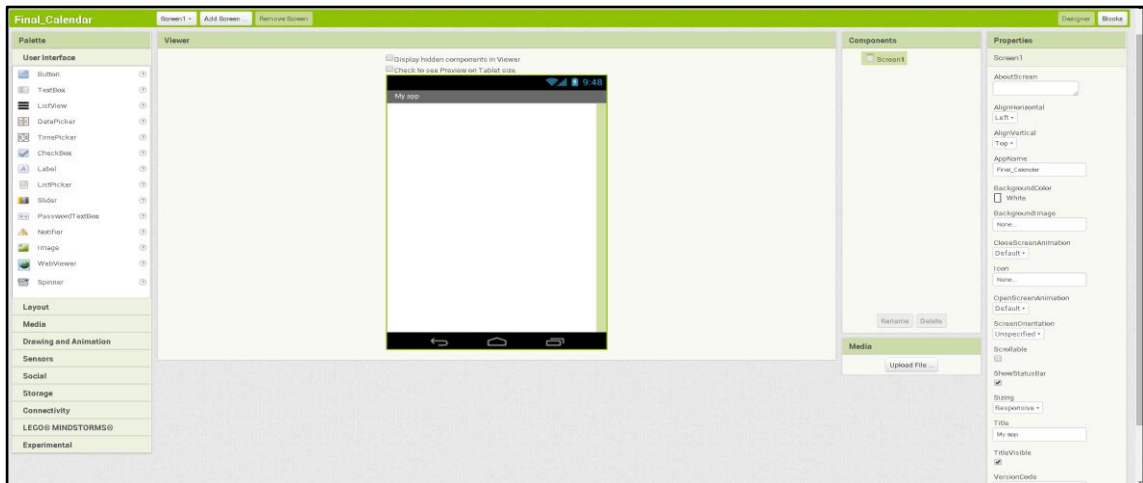 Final_Calendar
Screen1
Add Screen ...
Remove Screen
Designer
Blocks
Palette
User Interface
Button
TextBox
ListView
DatePicker
TimePicker
CheckBox
Label
ListPicker
Slider
PasswordTextBox
Notifier
Image
WebViewer
Spinner
Layout
Media
Drawing and Animation
Sensors
Social
Storage
Connectivity
LEGO® MINDSTORMS®
Experimental
Viewer
Display hidden components in Viewer
Check to see Preview on Tablet size.
9:48
My app
Components
Screen1
Rename
Delete
Media
Upload File ...
Properties
Screen1
AboutScreen
AlignHorizontal
Left
AlignVertical
Top
AppName
Final_Calendar
BackgroundColor
White
BackgroundImage
None...
CloseScreenAnimation
Default
Icon
None...
OpenScreenAnimation
Default
ScreenOrientation
Unspecified
Scrollable
ShowStatusBar
Sizing
Responsive
Title
My app
TitleVisible
VersionCode